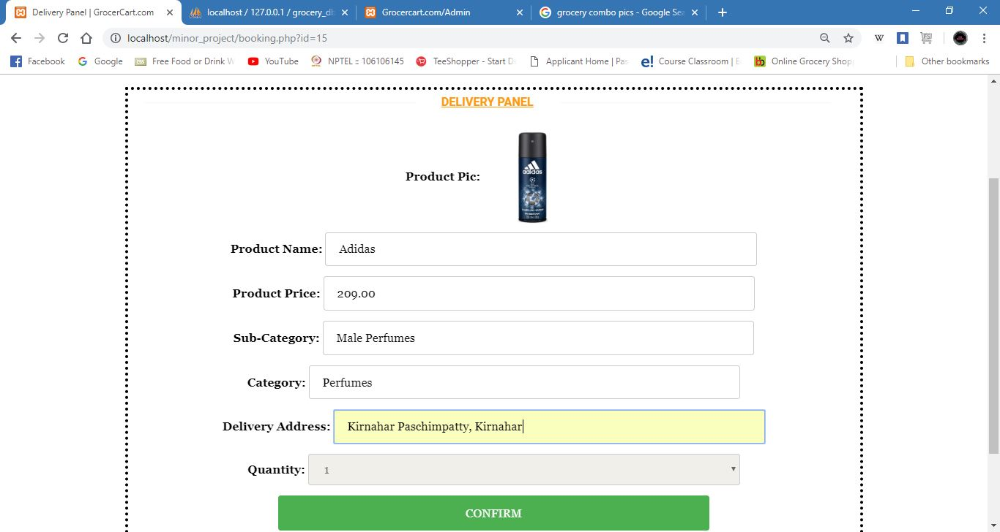 Delivery Panel | GrocerCart.com localhost / 127.0.0.1 / grocery_db Grocercart.com/Admin grocery combo pics - Google Sea
localhost/minor_project/booking.php?id=15 W
Facebook Google Free Food or Drink W YouTube NPTEL :: 106106145 TeeShopper - Start D Applicant Home | Pas e! Course Classroom | E bb Online Grocery Shop Other bookmarks
DELIVERY PANEL
Product Pic:
adidas
Product Name: Adidas
Product Price: 209.00
Sub-Category: Male Perfumes
Category: Perfumes
Delivery Address: Kirnahar Paschimpatty, Kirnahar
Quantity: 1
CONFIRM